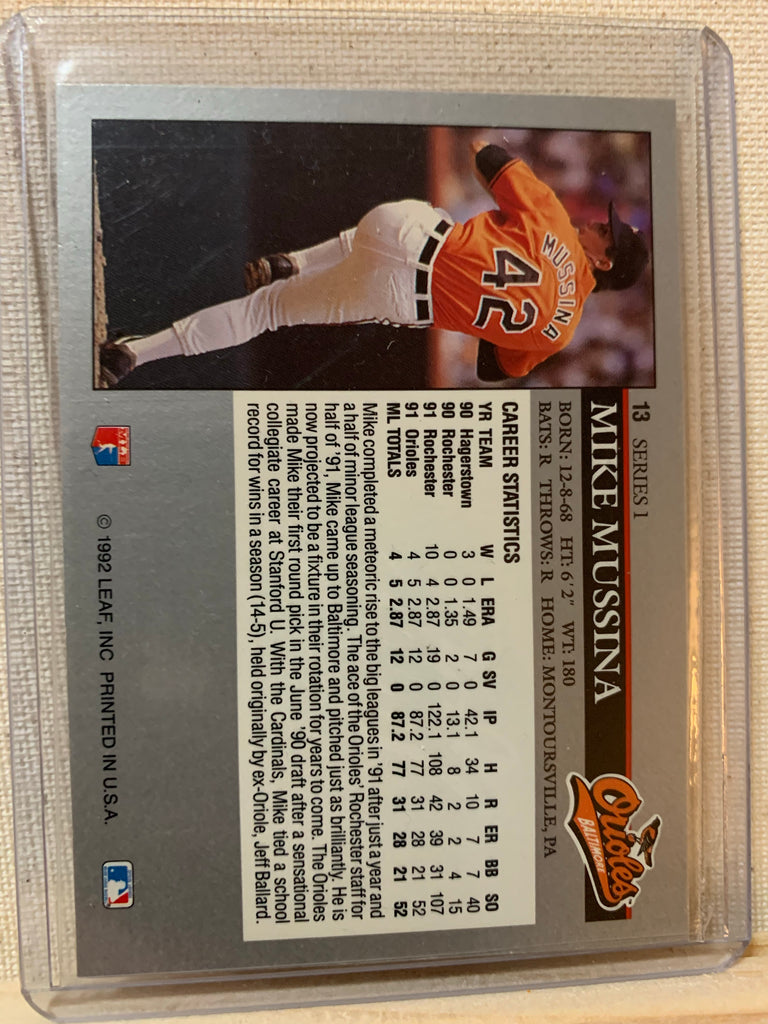 13 SERIES 1
MIKE MUSSINA
Orioles
BALTIMORE
BORN: 12-8-68 HT: 6'2" WT: 180
BATS: R THROWS: R HOME: MONTOURSVILLE, PA
MUSSINA
42
CAREER STATISTICS
YR TEAM W L ERA G SV IP H R ER BB SO
90 Hagerstown 3 0 1.49 7 0 42.1 34 10 7 7 40
90 Rochester 0 0 1.35 2 0 13.1 8 2 2 4 15
91 Rochester 10 4 2.87 19 0 122.1 108 42 39 31 107
91 Orioles 4 5 2.87 12 0 87.2 77 31 28 21 52
ML TOTALS 4 5 2.87 12 0 87.2 77 31 28 21 52
Mike completed a meteoric rise to the big leagues in '91 after just a year and
a half of minor league seasoning. The ace of the Orioles' Rochester staff for
half of '91, Mike came up to Baltimore and pitched just as brilliantly. He is
now projected to be a fixture in their rotation for years to come. The Orioles
made Mike their first round pick in the June '90 draft after a sensational
collegiate career at Stanford U. With the Cardinals, Mike tied a school
record for wins in a season (14-5), held originally by ex-Oriole, Jeff Ballard.
© 1992 LEAF, INC PRINTED IN U.S.A.